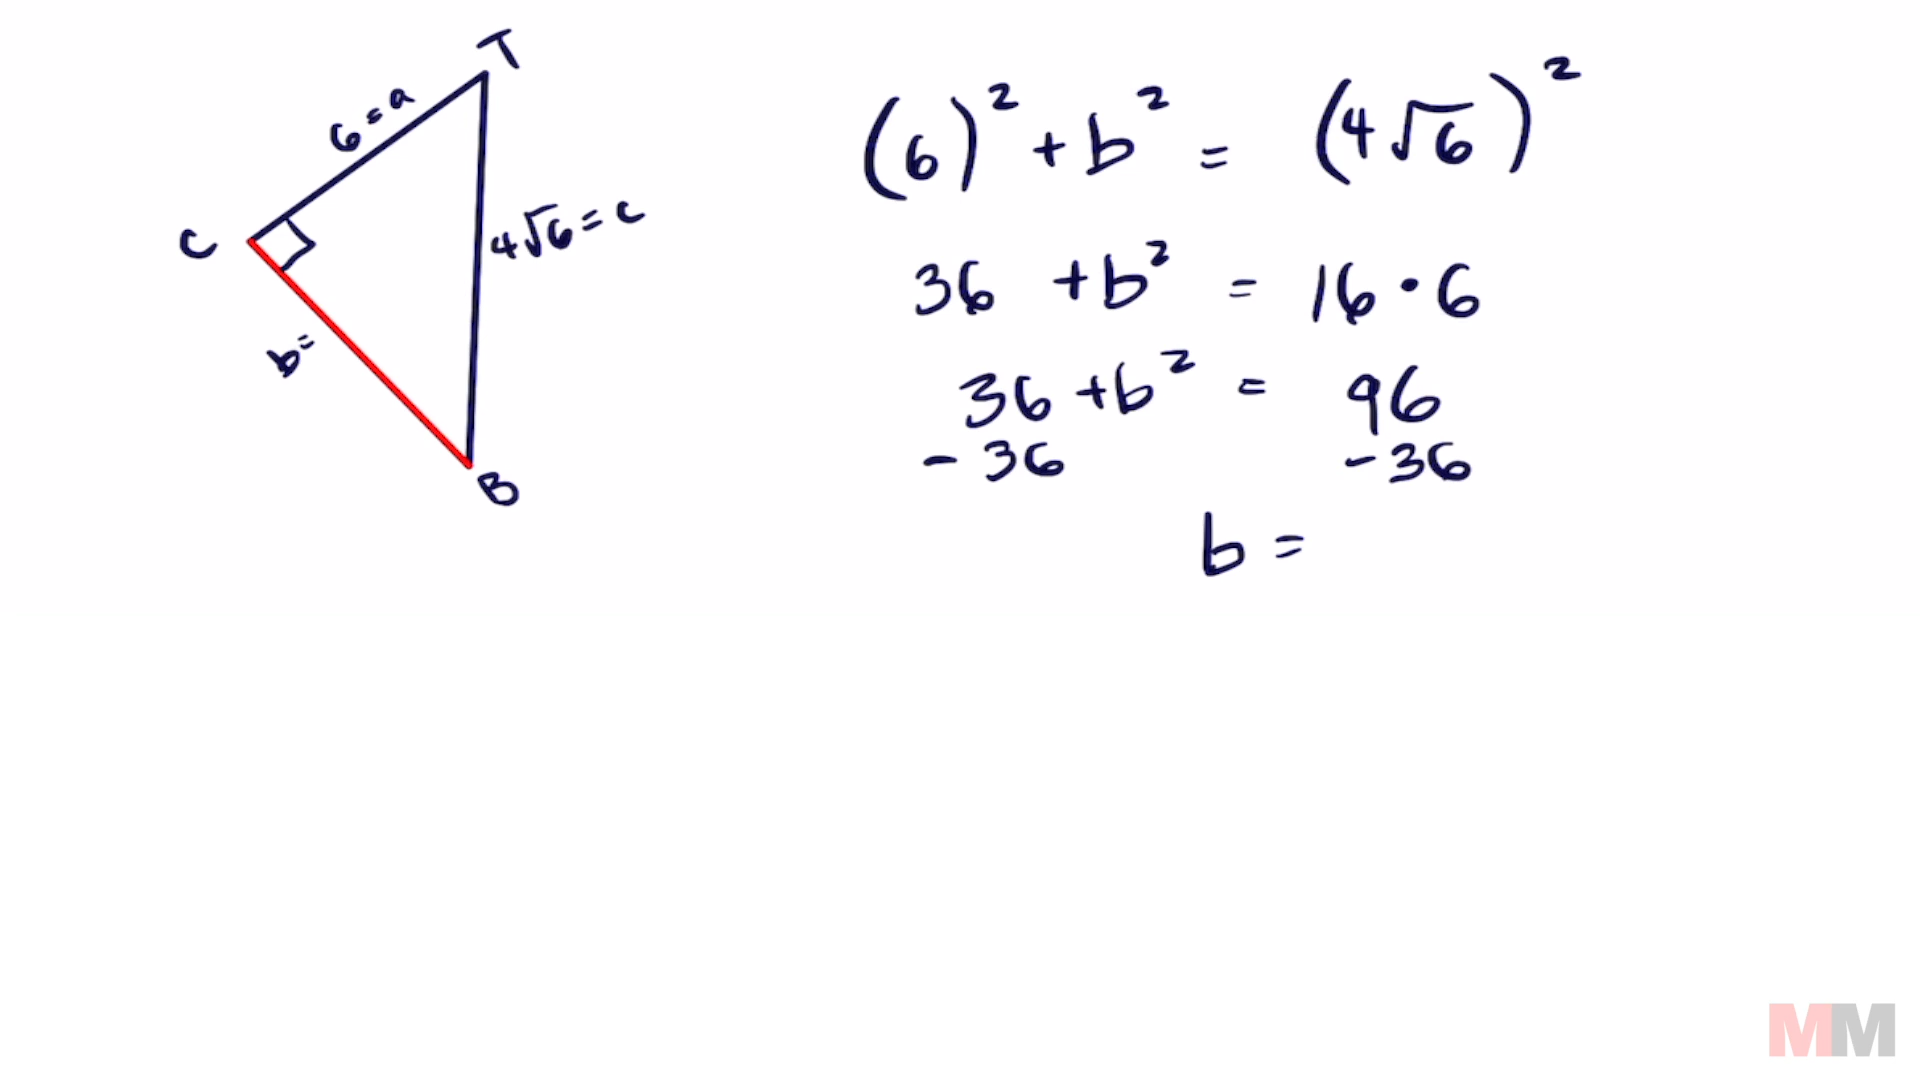 T
6 = a
C
4√6 = c
b =
B
(6)² + b² = (4√6)²
36 + b² = 16 · 6
36 + b² = 96
- 36 - 36
b =
MM